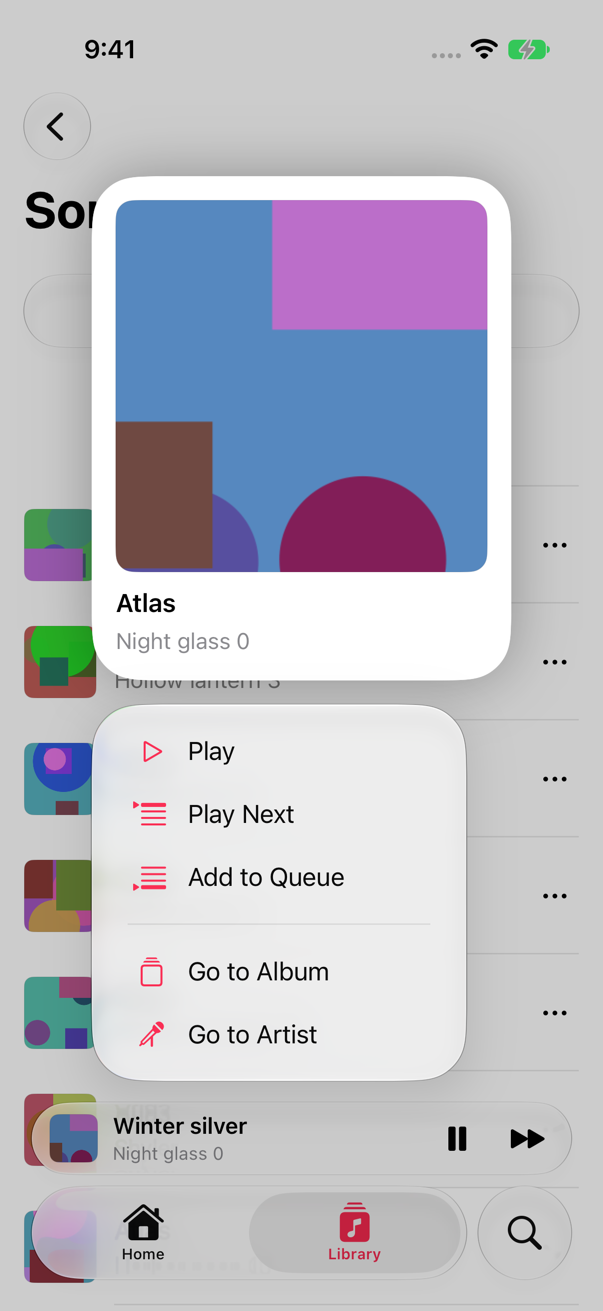 9:41
Atlas
Night glass 0
Play
Play Next
Add to Queue
Go to Album
Go to Artist
Winter silver
Night glass 0
Home
Library